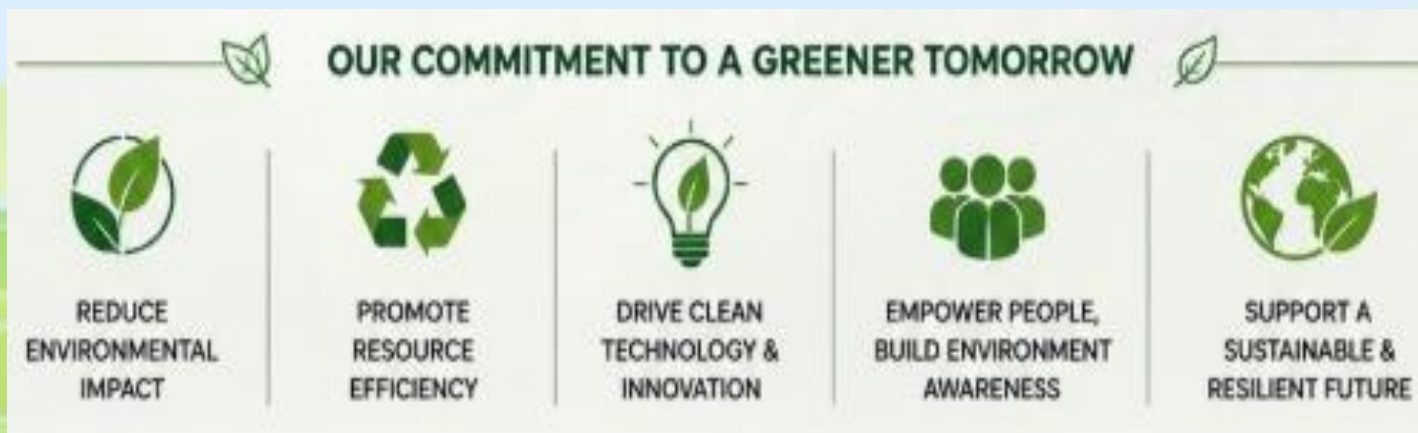 OUR COMMITMENT TO A GREENER TOMORROW
REDUCE
ENVIRONMENTAL
IMPACT
PROMOTE
RESOURCE
EFFICIENCY
DRIVE CLEAN
TECHNOLOGY &
INNOVATION
EMPOWER PEOPLE,
BUILD ENVIRONMENT
AWARENESS
SUPPORT A
SUSTAINABLE &
RESILIENT FUTURE